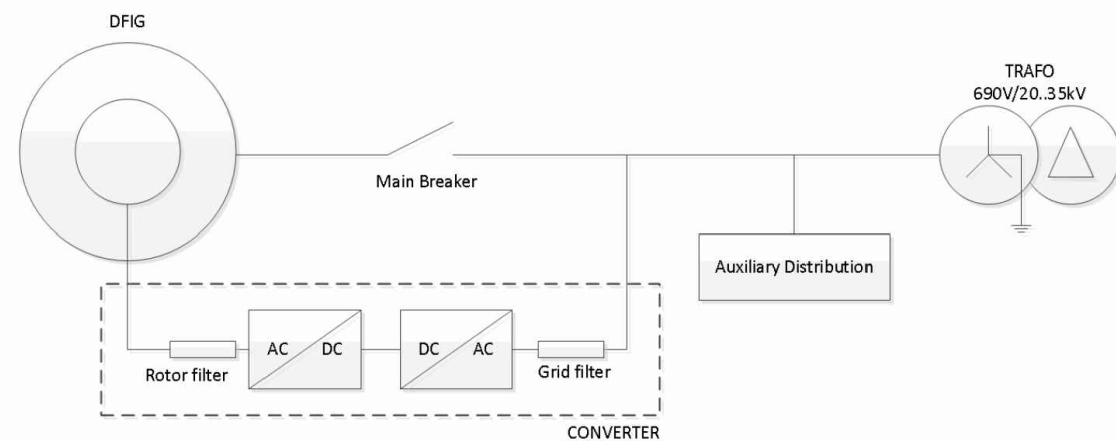 DFIG
TRAFO
690V/20..35kV
Main Breaker
Auxiliary Distribution
AC
DC
DC
AC
Rotor filter
Grid filter
CONVERTER